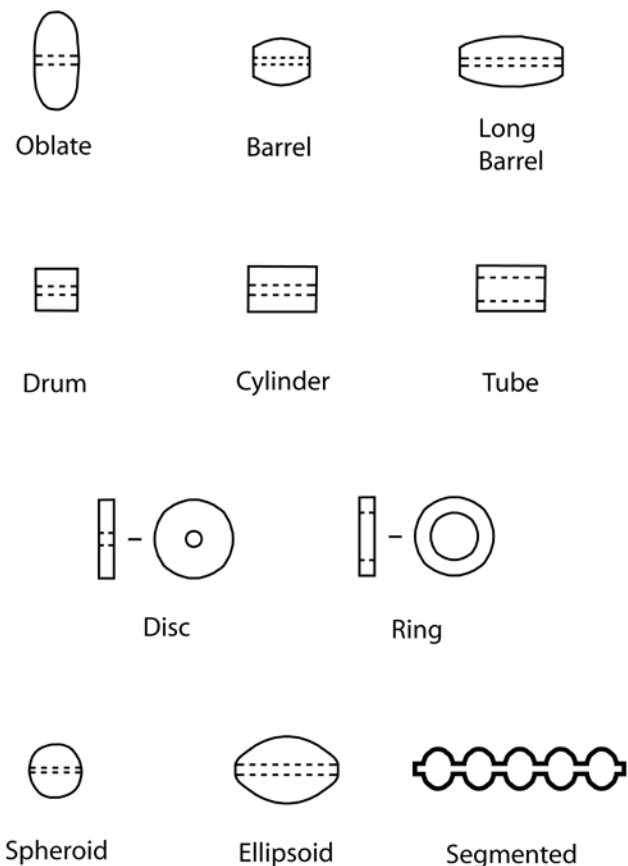 Oblate
Barrel
Long
Barrel
Drum
Cylinder
Tube
Disc
Ring
Spheroid
Ellipsoid
Segmented